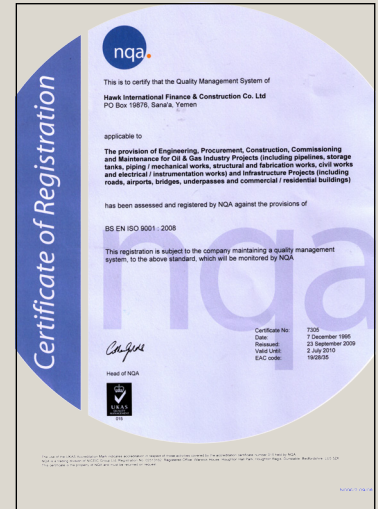 Certificate of Registration
nqa.
This is to certify that the Quality Management System of
Hawk International Finance & Construction Co. Ltd
PO Box 19876, Sana'a, Yemen
applicable to
The provision of Engineering, Procurement, Construction, Commissioning
and Maintenance for Oil & Gas Industry Projects (including pipelines, storage
tanks, piping / mechanical works, structural and fabrication works, civil works
and electrical / instrumentation works) and Infrastructure Projects (including
roads, airports, bridges, underpasses and commercial / residential buildings)
has been assessed and registered by NQA against the provisions of
BS EN ISO 9001 : 2008
This registration is subject to the company maintaining a quality management
system, to the above standard, which will be monitored by NQA
nqa
Certificate No: 7305
Date: 7 December 1995
Reissued: 23 September 2009
Valid Until: 2 July 2010
EAC code: 19/28/35
Head of NQA
UKAS
QUALITY
MANAGEMENT
015